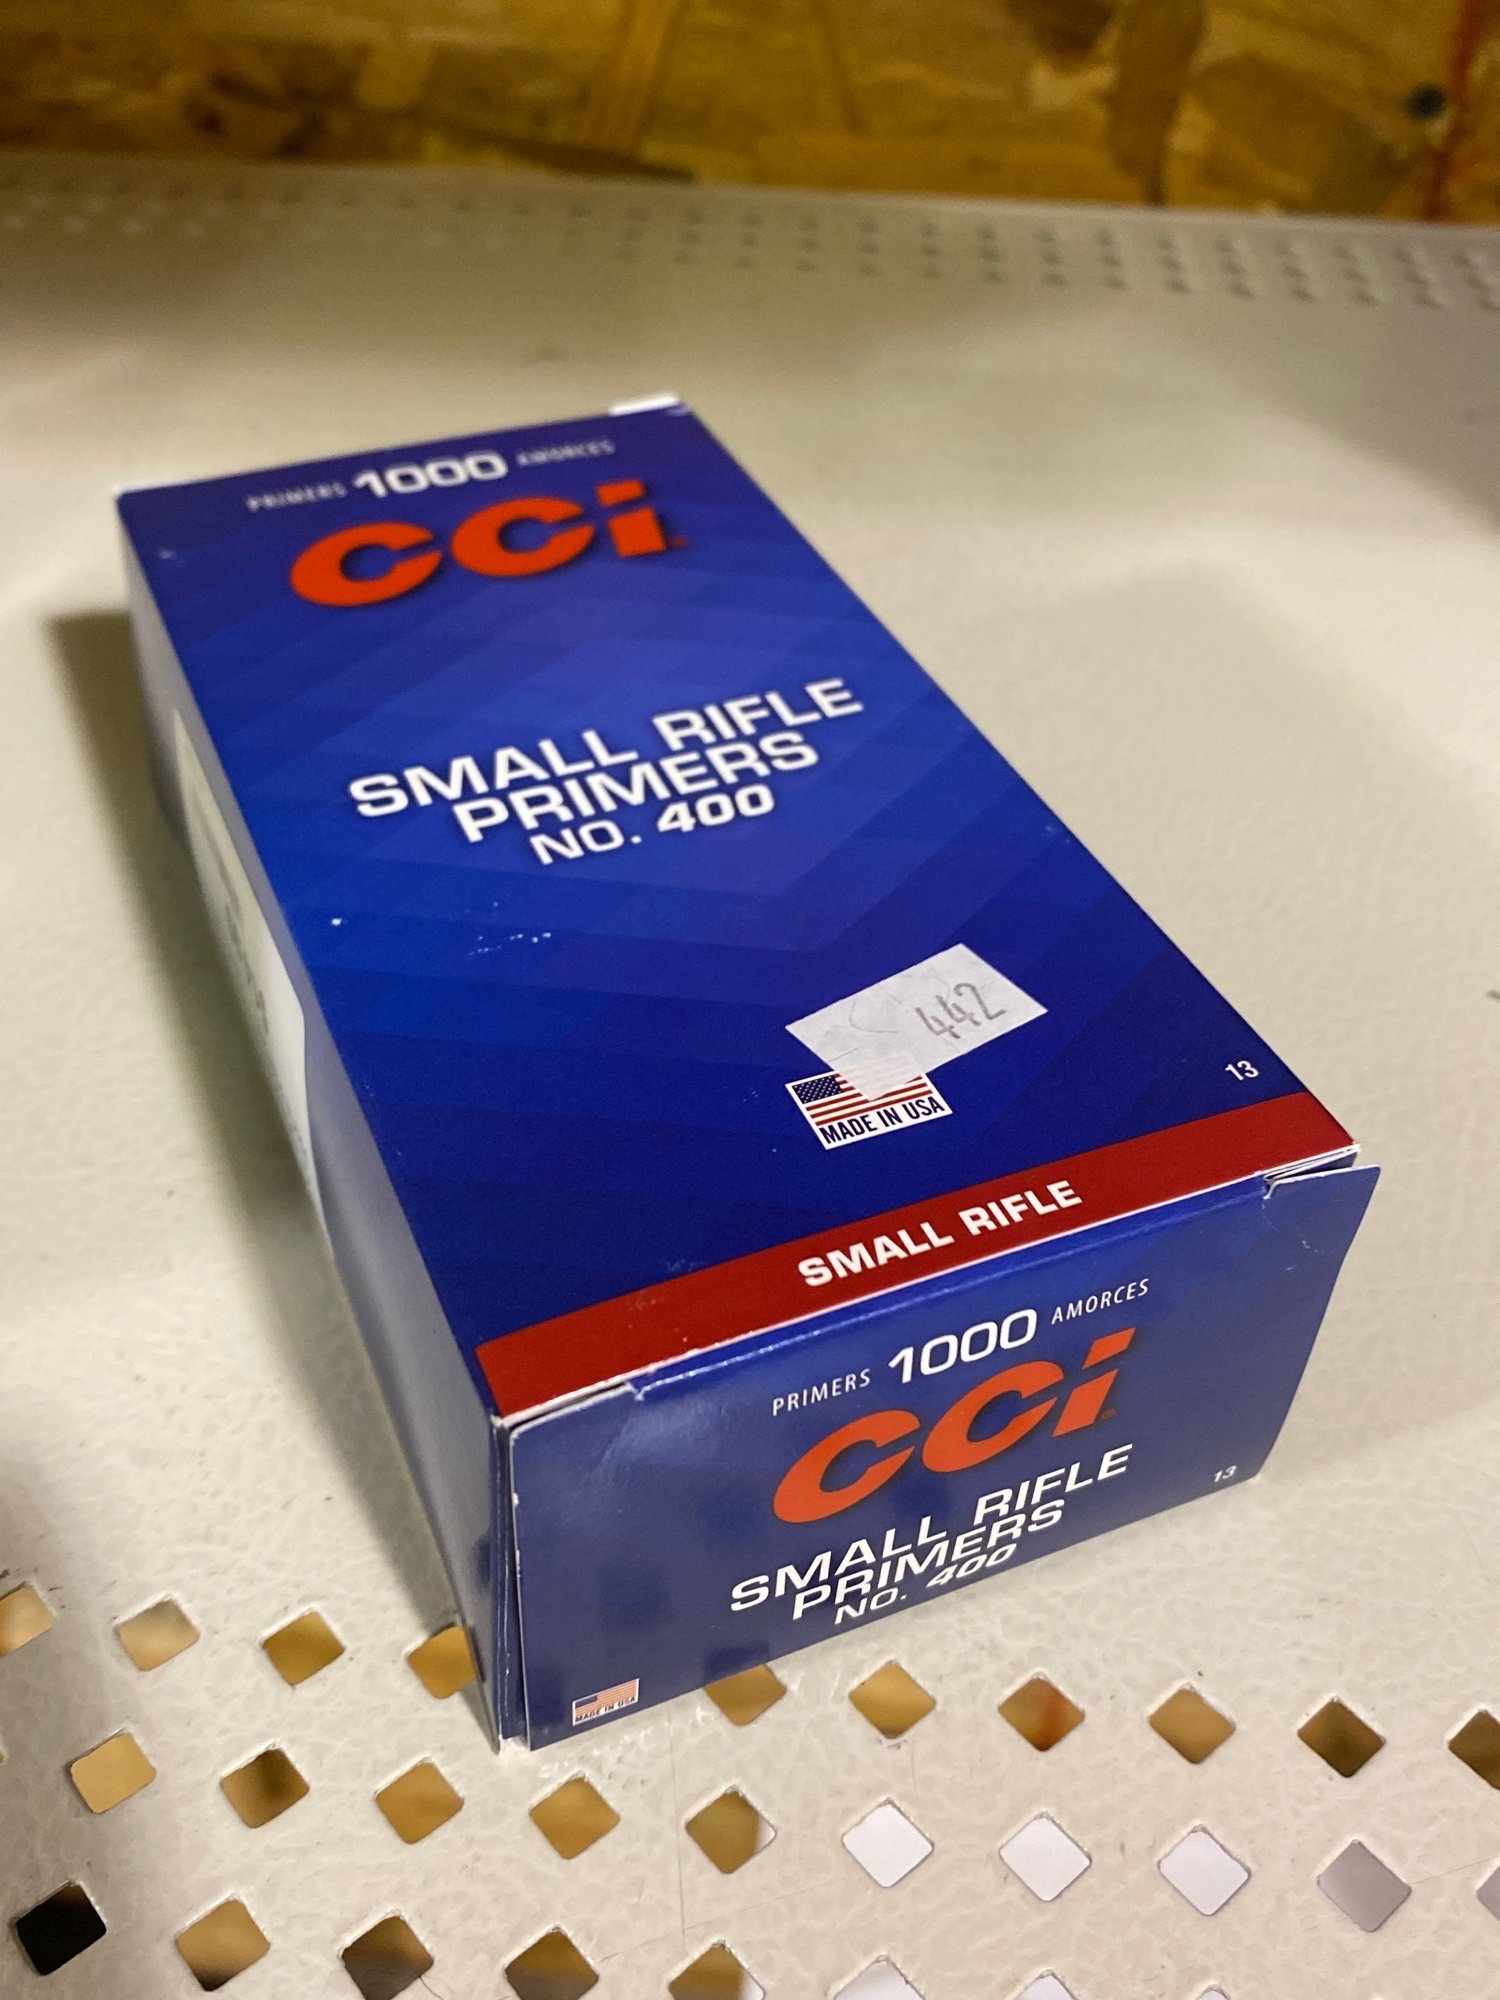 PRIMERS 1000 AMORCES
CCI
SMALL RIFLE
PRIMERS
NO. 400
442
MADE IN USA
13
SMALL RIFLE
PRIMERS 1000 AMORCES
CCI
SMALL RIFLE
PRIMERS
NO. 400
13
MADE IN USA